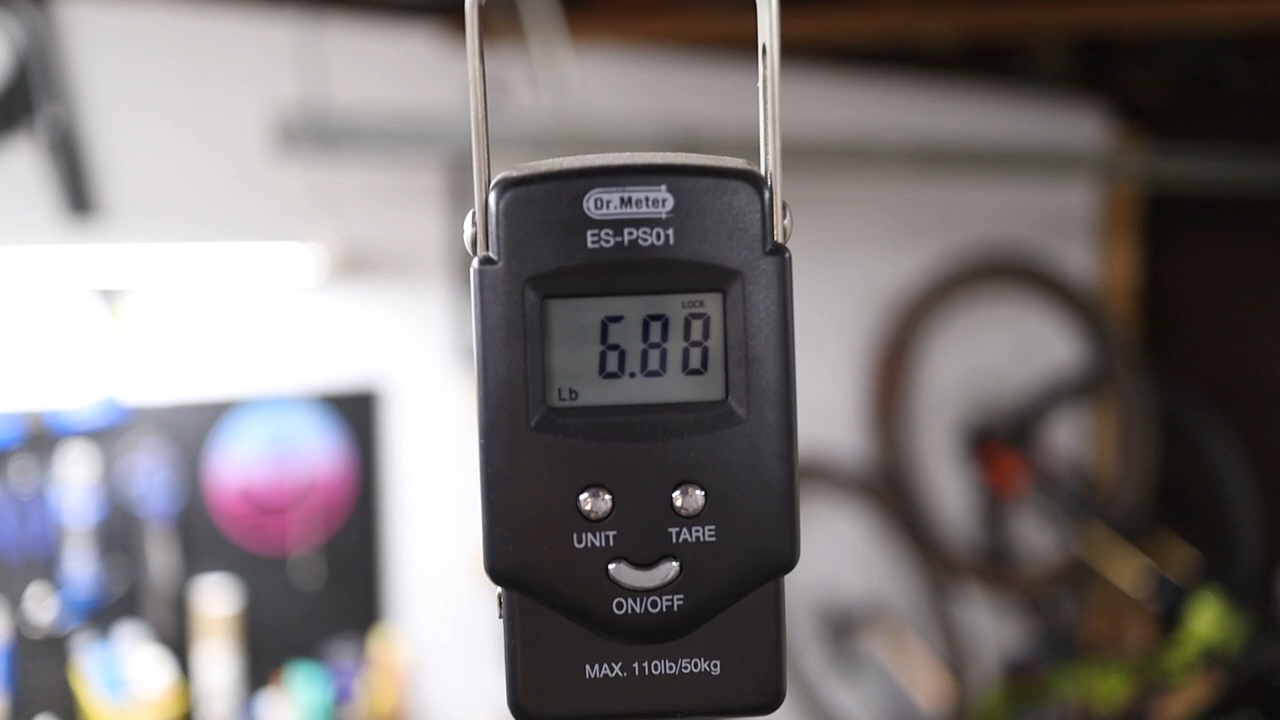 Dr.Meter
ES-PS01
LOCK
6.88
Lb
UNIT TARE
ON/OFF
MAX. 110lb/50kg